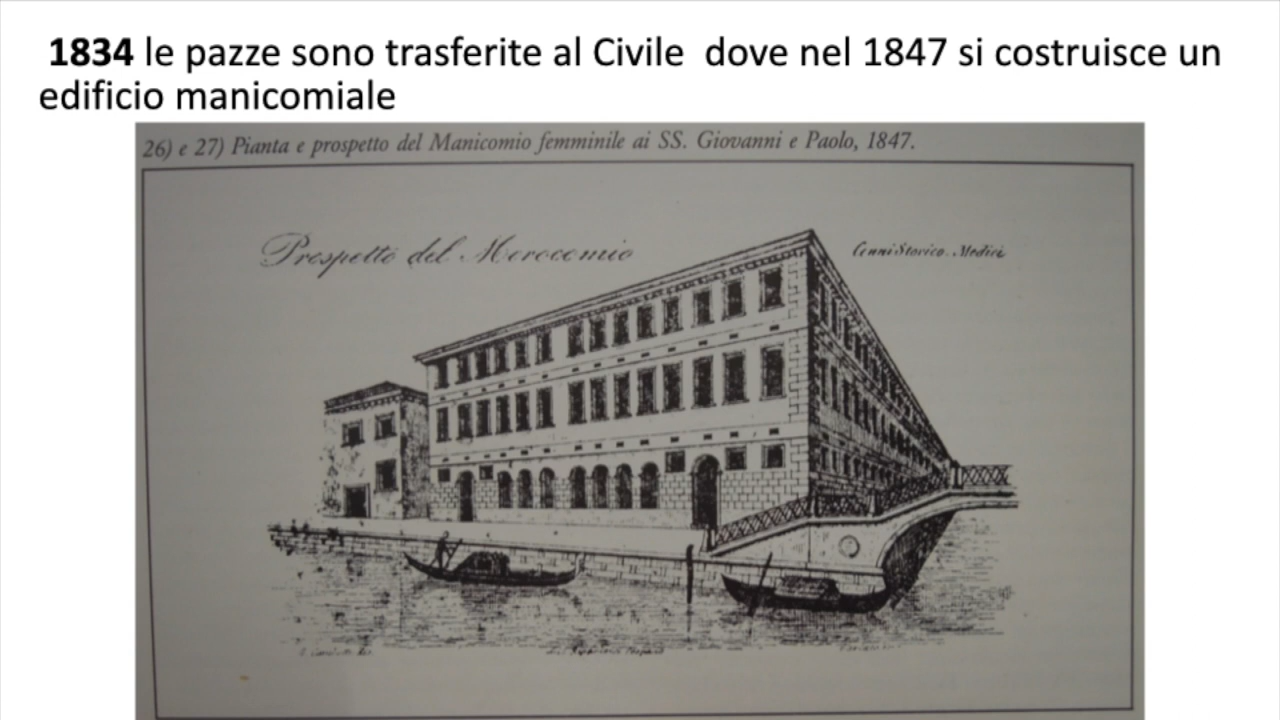 1834 le pazze sono trasferite al Civile dove nel 1847 si costruisce un
edificio manicomiale
26) e 27) Pianta e prospetto del Manicomio femminile ai SS. Giovanni e Paolo, 1847.
Prospetto del Morocomio
Cenni Storico-Medici